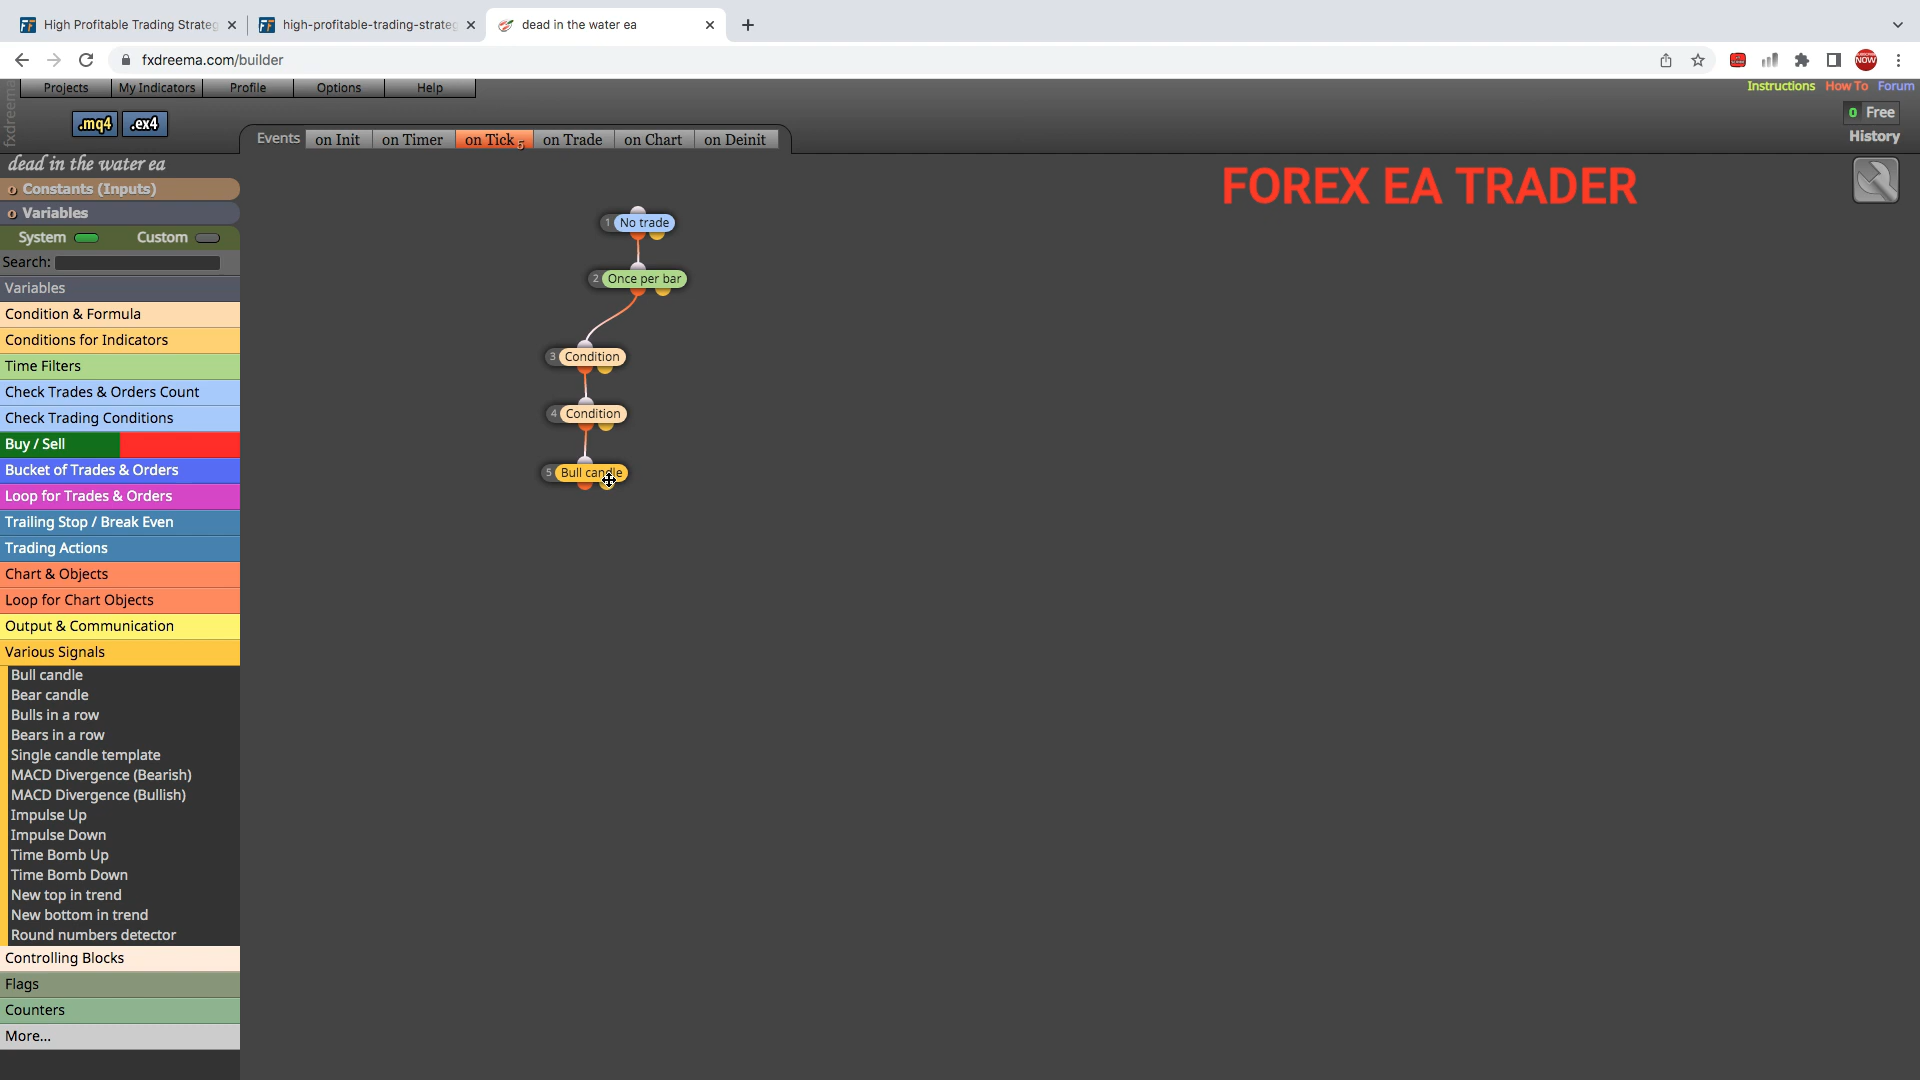 High Profitable Trading Strateg
high-profitable-trading-strateg
dead in the water ea
fxdreema.com/builder
NOW
Projects
My Indicators
Profile
Options
Help
Instructions
How To
Forum
fxdreema
.mq4
.ex4
0 Free
History
Events
on Init
on Timer
on Tick 5
on Trade
on Chart
on Deinit
dead in the water ea
FOREX EA TRADER
0 Constants (Inputs)
0 Variables
System
Custom
Search:
Variables
Condition & Formula
Conditions for Indicators
Time Filters
Check Trades & Orders Count
Check Trading Conditions
Buy / Sell
Bucket of Trades & Orders
Loop for Trades & Orders
Trailing Stop / Break Even
Trading Actions
Chart & Objects
Loop for Chart Objects
Output & Communication
Various Signals
Bull candle
Bear candle
Bulls in a row
Bears in a row
Single candle template
MACD Divergence (Bearish)
MACD Divergence (Bullish)
Impulse Up
Impulse Down
Time Bomb Up
Time Bomb Down
New top in trend
New bottom in trend
Round numbers detector
Controlling Blocks
Flags
Counters
More...
1 No trade
2 Once per bar
3 Condition
4 Condition
5 Bull candle